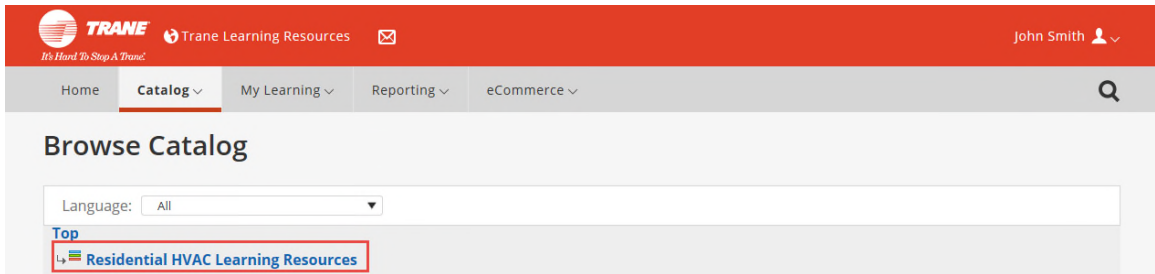 TRANE
It's Hard To Stop A Trane.
Trane Learning Resources
John Smith
Home Catalog My Learning Reporting eCommerce
Browse Catalog
Language: All
Top
Residential HVAC Learning Resources